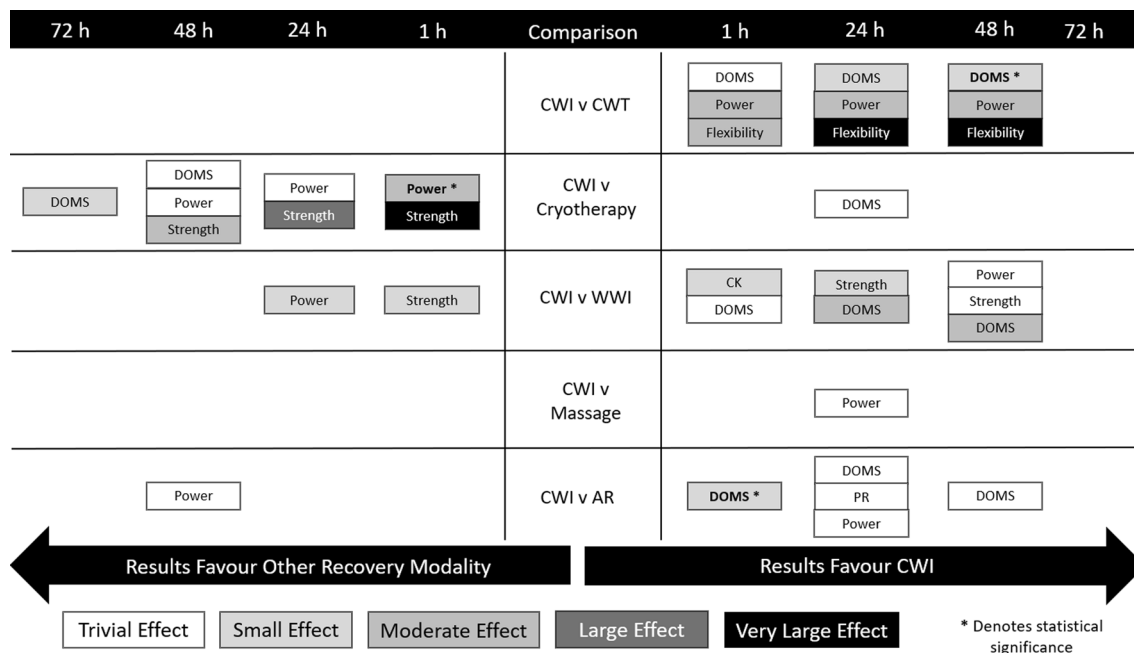 72 h 48 h 24 h 1 h Comparison 1 h 24 h 48 h 72 h
CWI v CWT
DOMS
Power
Flexibility
DOMS
Power
Flexibility
DOMS *
Power
Flexibility
DOMS
DOMS
Power
Strength
Power
Strength
Power *
Strength
CWI v
Cryotherapy
DOMS
Power
Strength
CWI v WWI
CK
DOMS
Strength
DOMS
Power
Strength
DOMS
CWI v
Massage
Power
Power
CWI v AR
DOMS *
DOMS
PR
Power
DOMS
Results Favour Other Recovery Modality
Results Favour CWI
Trivial Effect
Small Effect
Moderate Effect
Large Effect
Very Large Effect
* Denotes statistical
significance